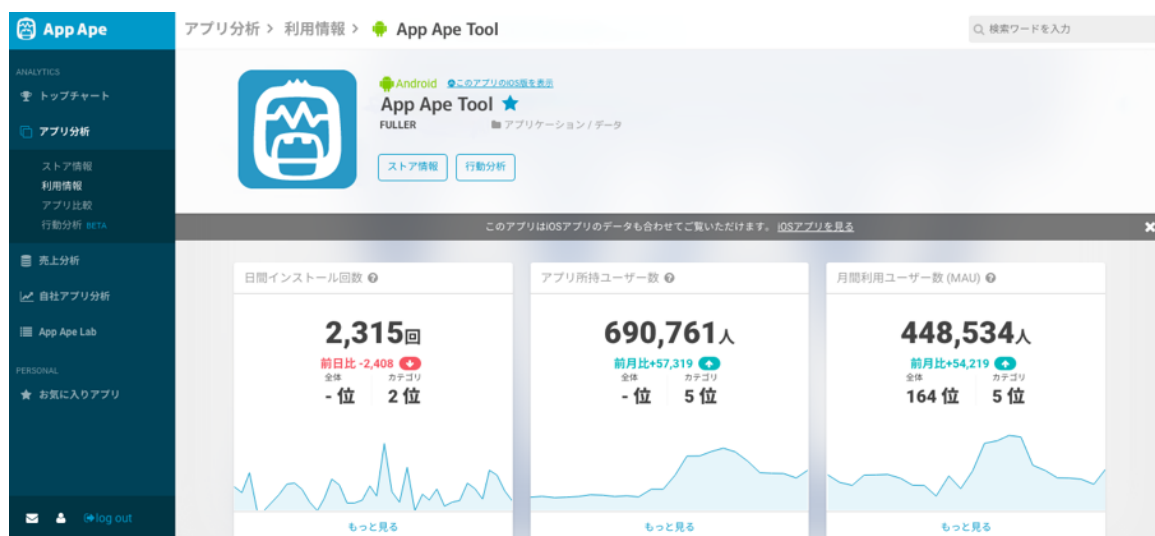 App Ape
アプリ分析 > 利用情報 > App Ape Tool
検索ワードを入力
ANALYTICS
トップチャート
アプリ分析
ストア情報
利用情報
アプリ比較
行動分析 BETA
売上分析
自社アプリ分析
App Ape Lab
PERSONAL
お気に入りアプリ
log out
Android このアプリのiOS版を表示
App Ape Tool
FULLER アプリケーション / データ
ストア情報 行動分析
このアプリはiOSアプリのデータも合わせてご覧いただけます。 iOSアプリを見る
日間インストール回数
2,315回
前日比 -2,408
全体 カテゴリ
- 位 2 位
もっと見る
アプリ所持ユーザー数
690,761人
前月比+57,319
全体 カテゴリ
- 位 5 位
もっと見る
月間利用ユーザー数 (MAU)
448,534人
前月比+54,219
全体 カテゴリ
164 位 5 位
もっと見る